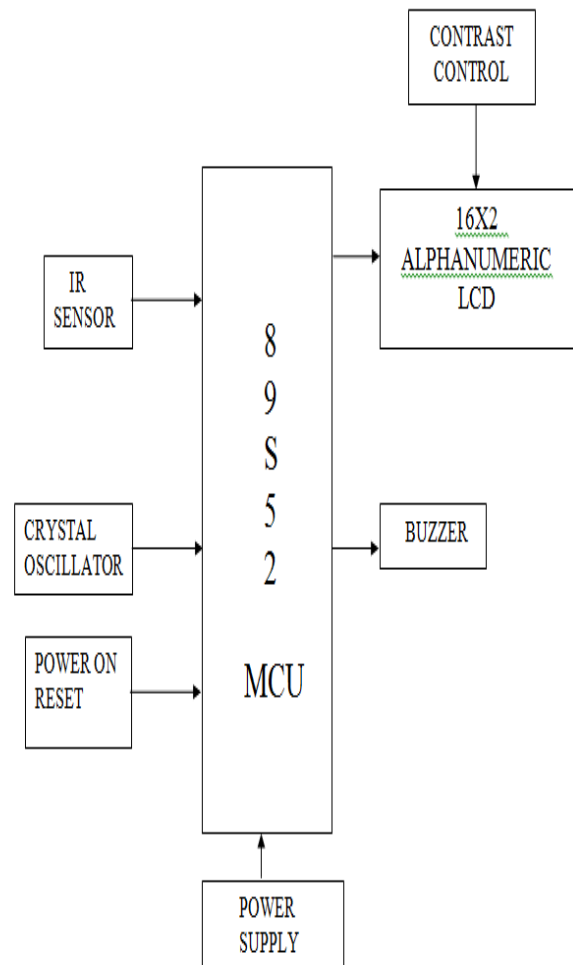 CONTRAST
CONTROL
16X2
ALPHANUMERIC
LCD
IR
SENSOR
8
9
S
5
2
MCU
CRYSTAL
OSCILLATOR
BUZZER
POWER ON
RESET
POWER
SUPPLY